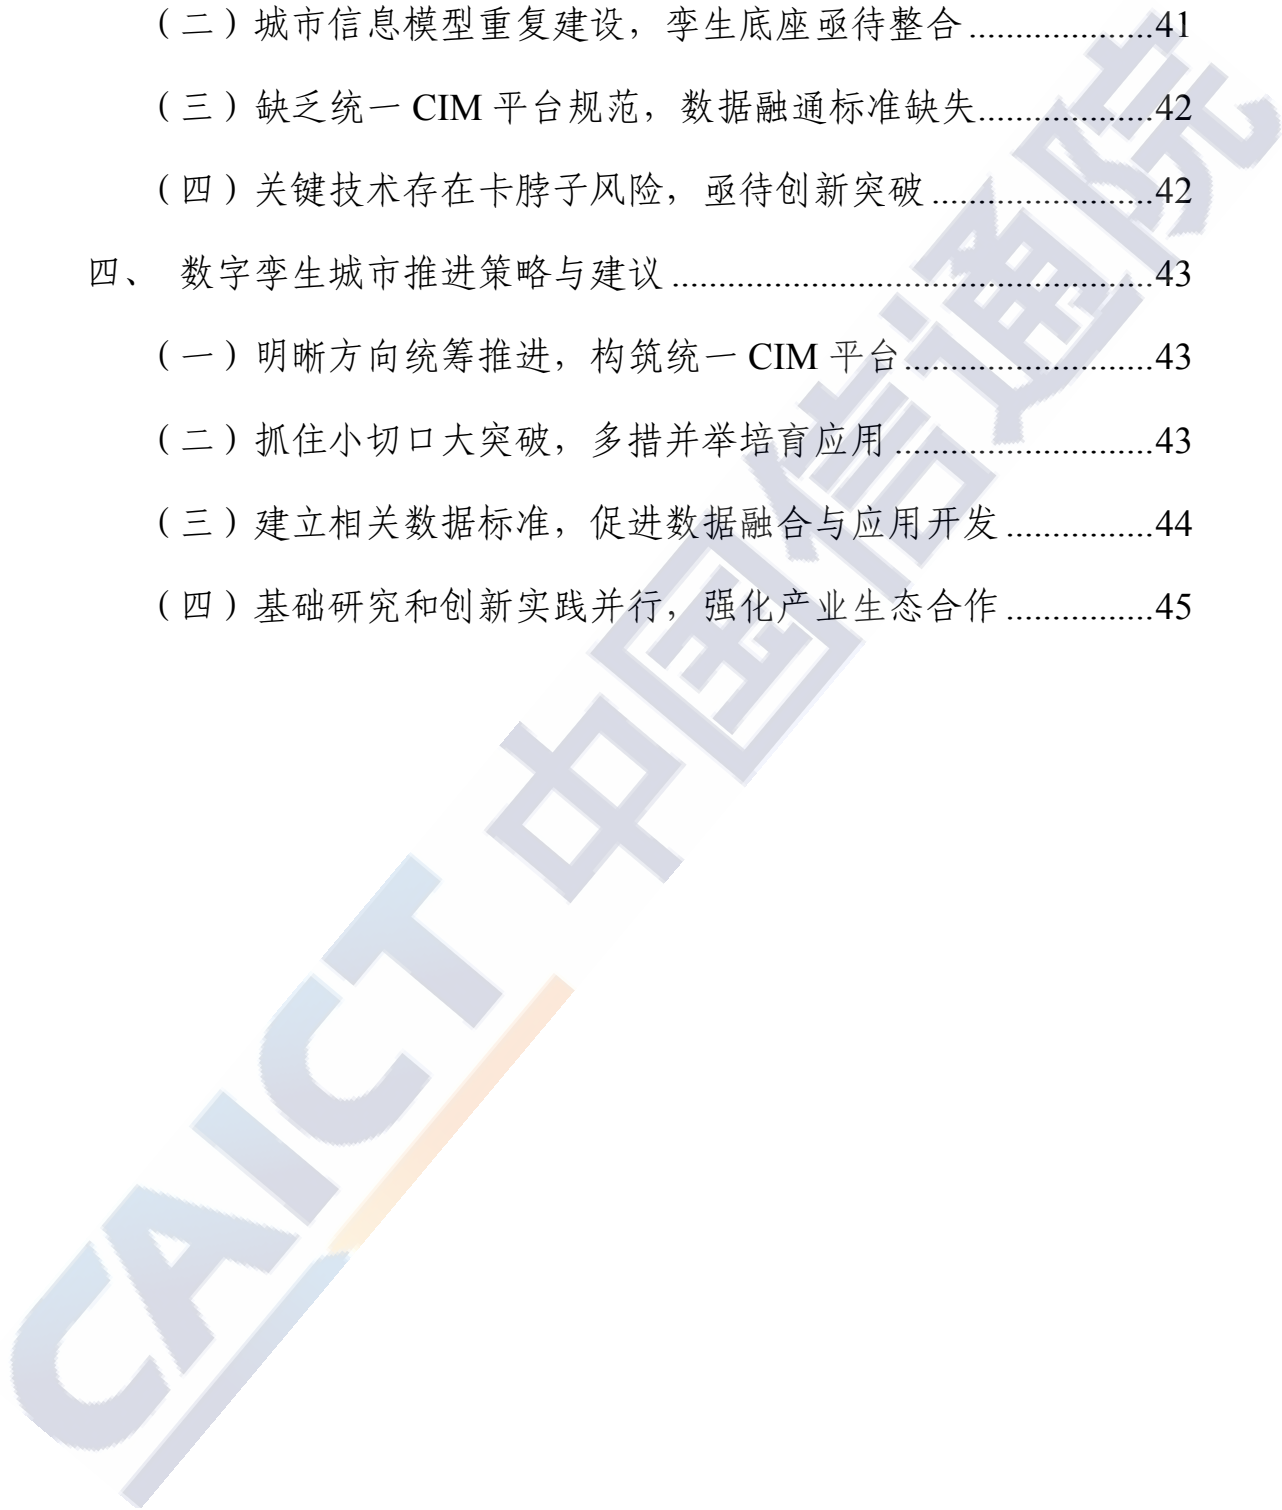 （二）城市信息模型重复建设，孪生底座亟待整合....................41
（三）缺乏统一 CIM 平台规范，数据融通标准缺失...................42
（四）关键技术存在卡脖子风险，亟待创新突破........................42
四、 数字孪生城市推进策略与建议....................................................43
（一）明晰方向统筹推进，构筑统一 CIM 平台...........................43
（二）抓住小切口大突破，多措并举培育应用............................43
（三）建立相关数据标准，促进数据融合与应用开发................44
（四）基础研究和创新实践并行，强化产业生态合作................45
CAICT 中国信通院